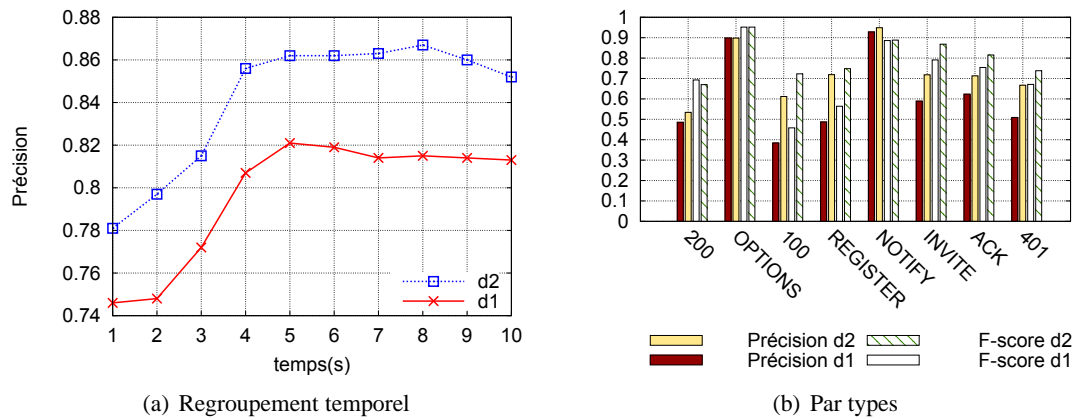 0.88
0.86
0.84
0.82
0.8
0.78
0.76
0.74
Précision
1 2 3 4 5 6 7 8 9 10
temps(s)
d2
d1
(a) Regroupement temporel
1
0.9
0.8
0.7
0.6
0.5
0.4
0.3
0.2
0.1
0
200
OPTIONS
100
REGISTER
NOTIFY
INVITE
ACK
401
Précision d2 F-score d2
Précision d1 F-score d1
(b) Par types